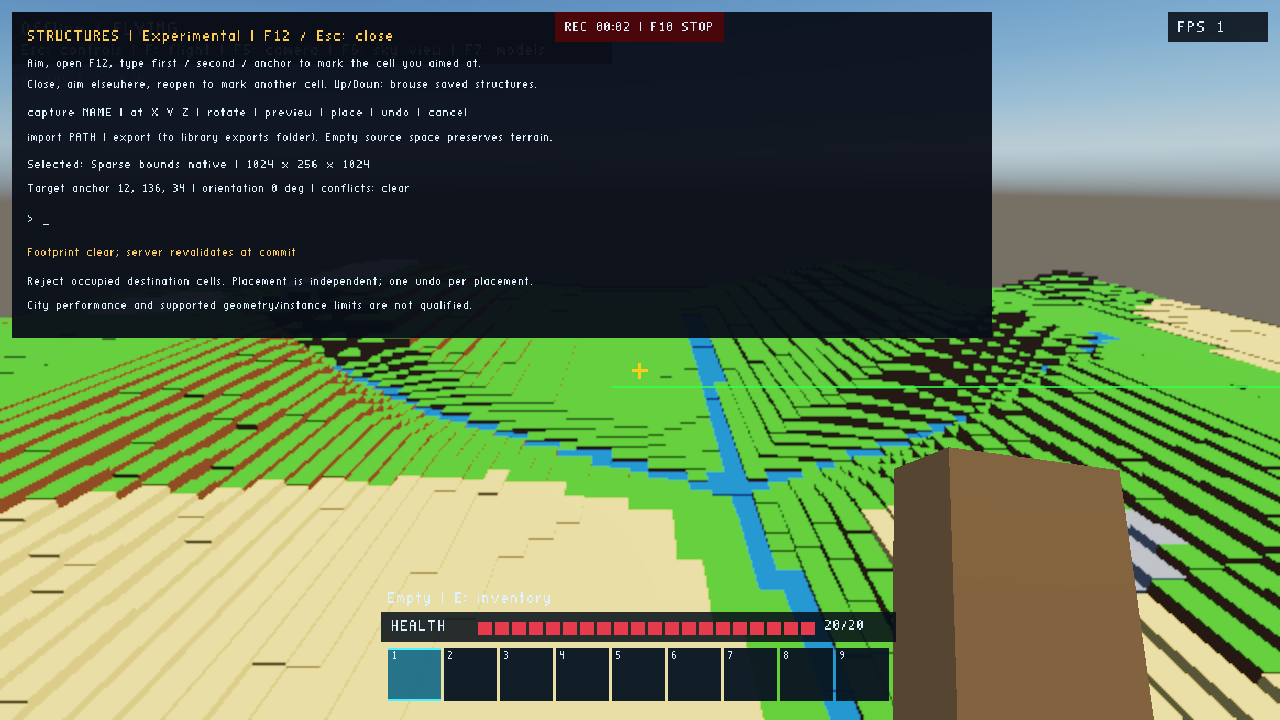 STRUCTURES | Experimental | F12 / Esc: close
REC 00:02 | F10 STOP
FPS 1
Aim, open F12, type first / second / anchor to mark the cell you aimed at.
Close, aim elsewhere, reopen to mark another cell. Up/Down: browse saved structures.
capture NAME | at X Y Z | rotate | preview | place | undo | cancel
import PATH | export (to library exports folder). Empty source space preserves terrain.
Selected: Sparse bounds native | 1024 x 256 x 1024
Target anchor 12, 136, 34 | orientation 0 deg | conflicts: clear
> _
Footprint clear; server revalidates at commit
Reject occupied destination cells. Placement is independent; one undo per placement.
City performance and supported geometry/instance limits are not qualified.
Empty | E: inventory
HEALTH 20/20
1 2 3 4 5 6 7 8 9